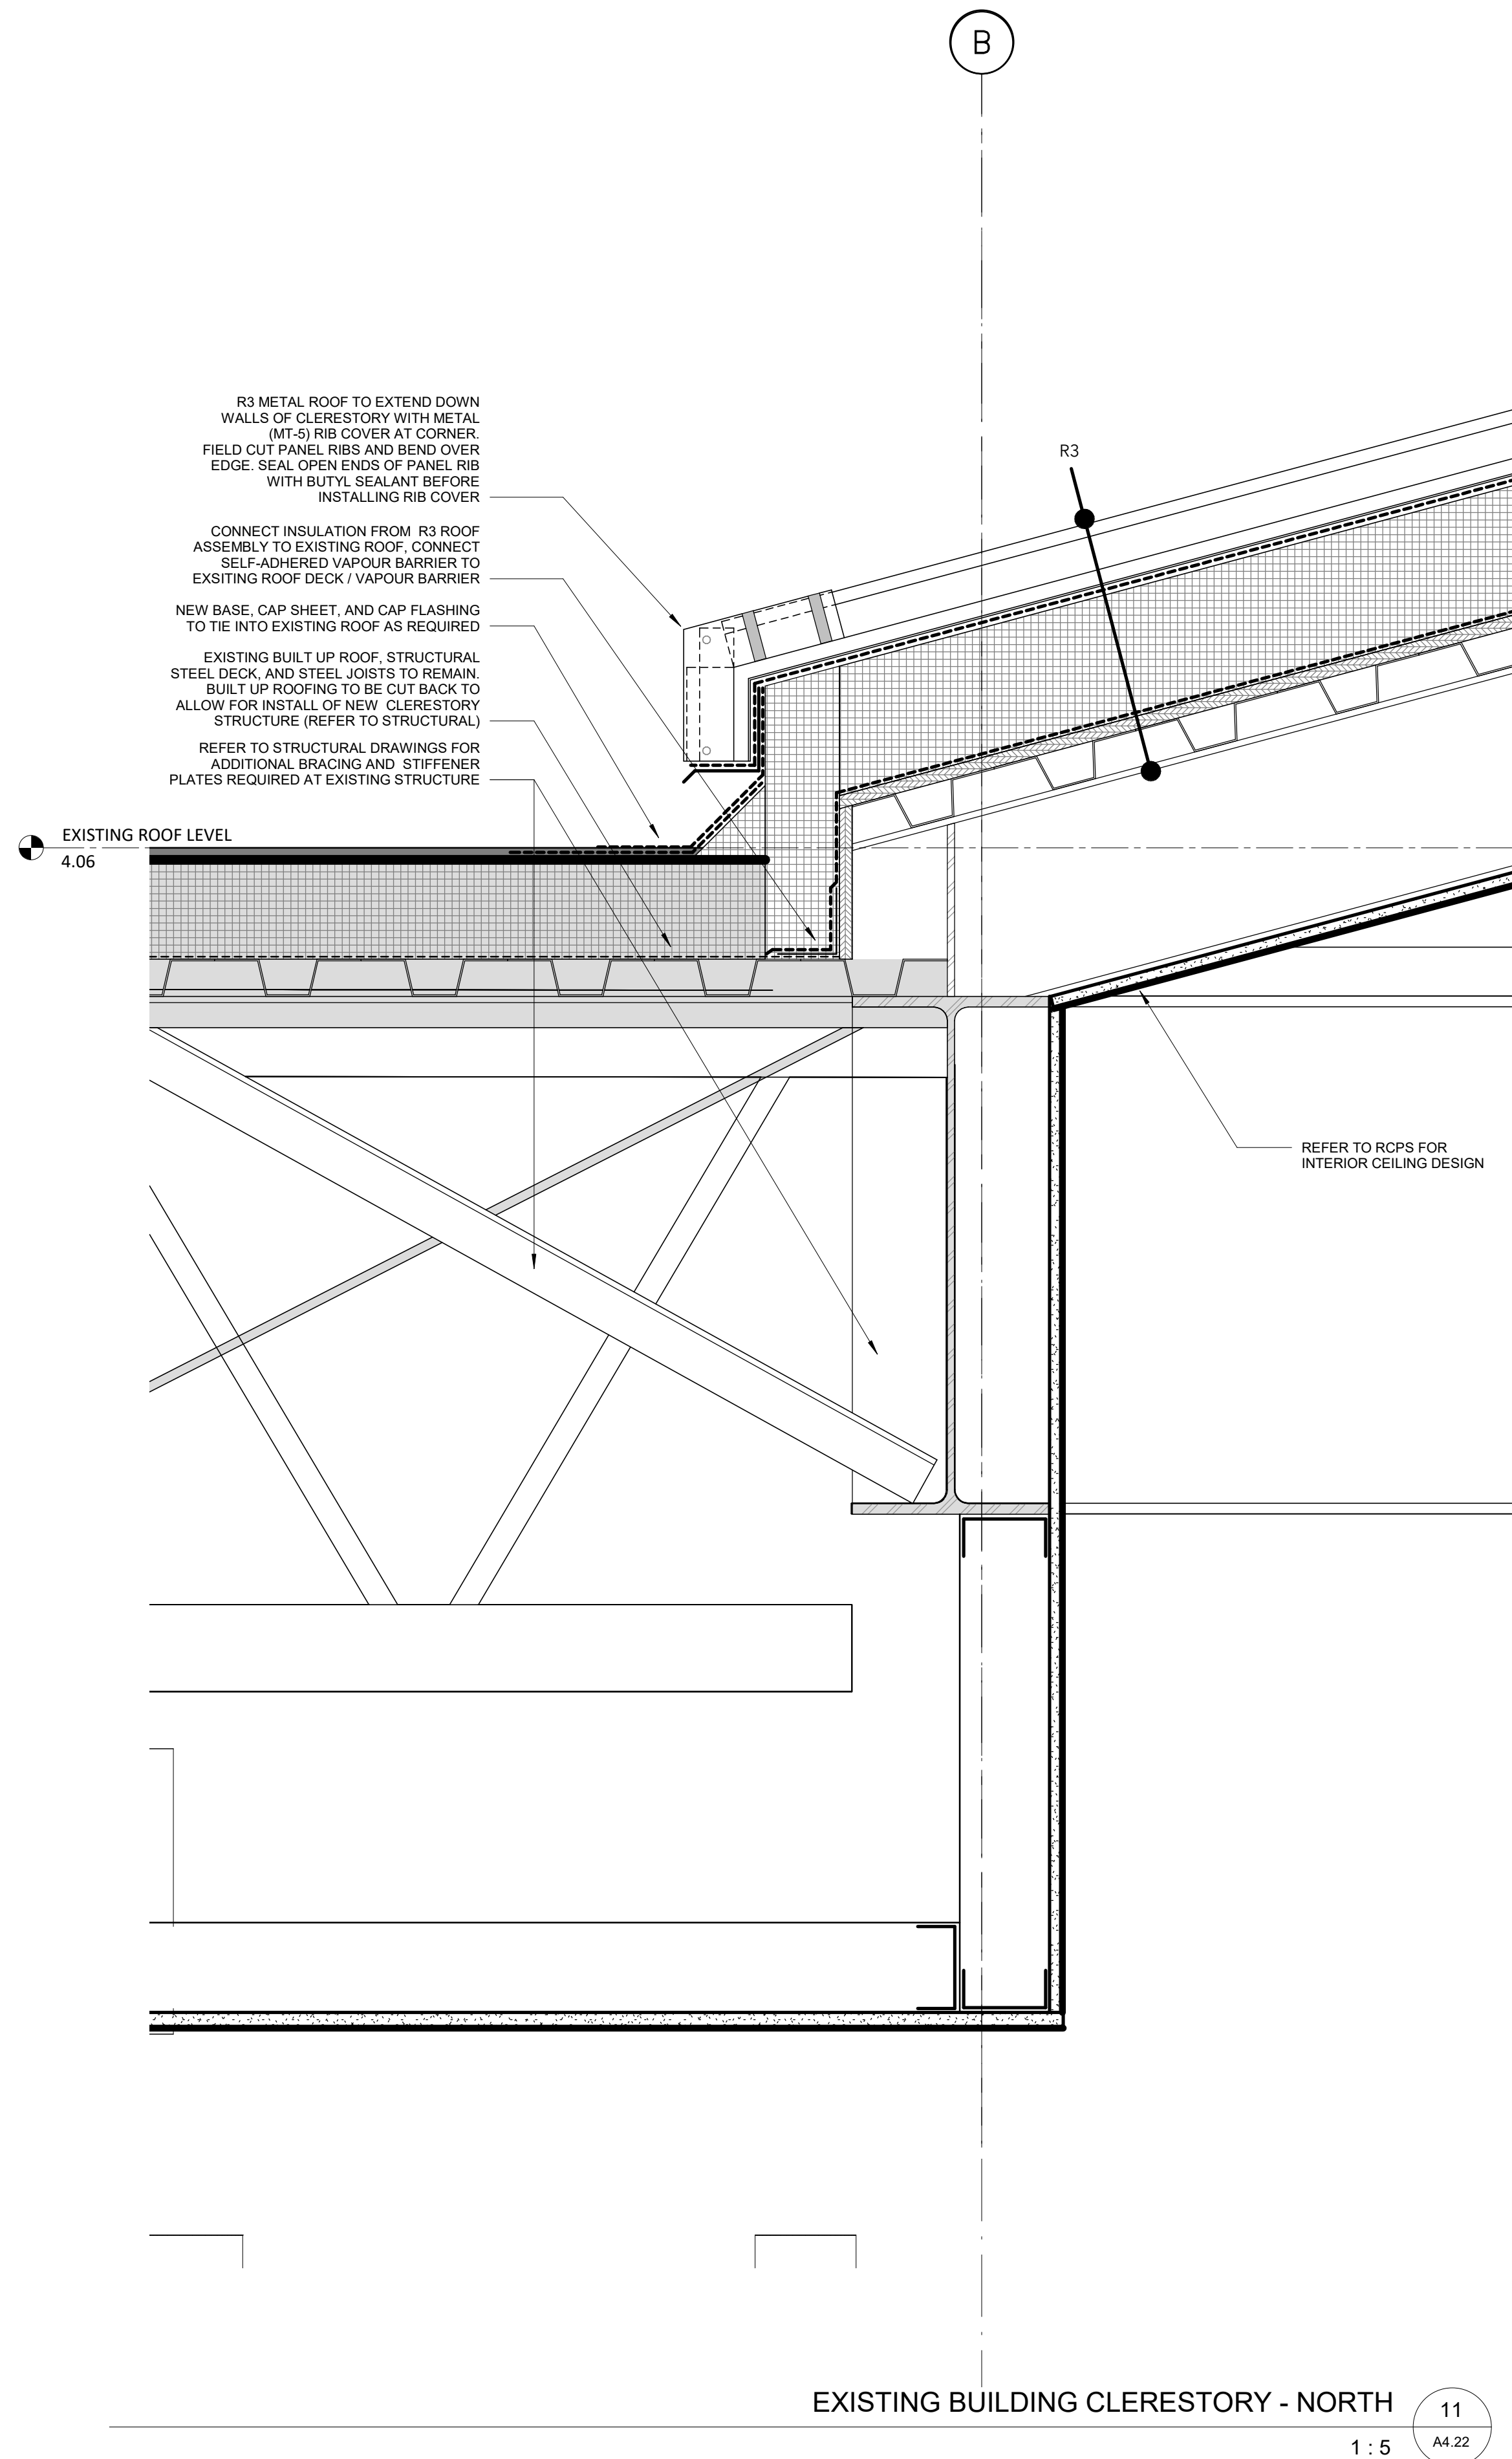 B
R3 METAL ROOF TO EXTEND DOWN
WALLS OF CLERESTORY WITH METAL
(MT-5) RIB COVER AT CORNER.
FIELD CUT PANEL RIBS AND BEND OVER
EDGE. SEAL OPEN ENDS OF PANEL RIB
WITH BUTYL SEALANT BEFORE
INSTALLING RIB COVER
R3
CONNECT INSULATION FROM R3 ROOF
ASSEMBLY TO EXISTING ROOF, CONNECT
SELF-ADHERED VAPOUR BARRIER TO
EXSITING ROOF DECK / VAPOUR BARRIER
NEW BASE, CAP SHEET, AND CAP FLASHING
TO TIE INTO EXISTING ROOF AS REQUIRED
EXISTING BUILT UP ROOF, STRUCTURAL
STEEL DECK, AND STEEL JOISTS TO REMAIN.
BUILT UP ROOFING TO BE CUT BACK TO
ALLOW FOR INSTALL OF NEW CLERESTORY
STRUCTURE (REFER TO STRUCTURAL)
REFER TO STRUCTURAL DRAWINGS FOR
ADDITIONAL BRACING AND STIFFENER
PLATES REQUIRED AT EXISTING STRUCTURE
EXISTING ROOF LEVEL
4.06
REFER TO RCPS FOR
INTERIOR CEILING DESIGN
EXISTING BUILDING CLERESTORY - NORTH
11
1 : 5
A4.22